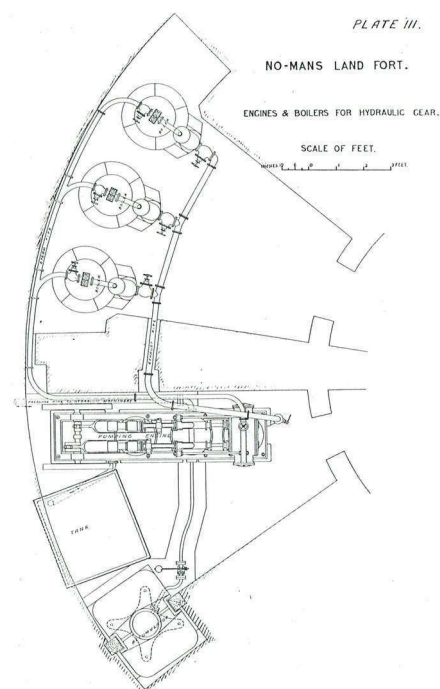 PLATE III.
NO-MANS LAND FORT.
ENGINES & BOILERS FOR HYDRAULIC GEAR.
SCALE OF FEET.
PUMPING ENGINE
TANK